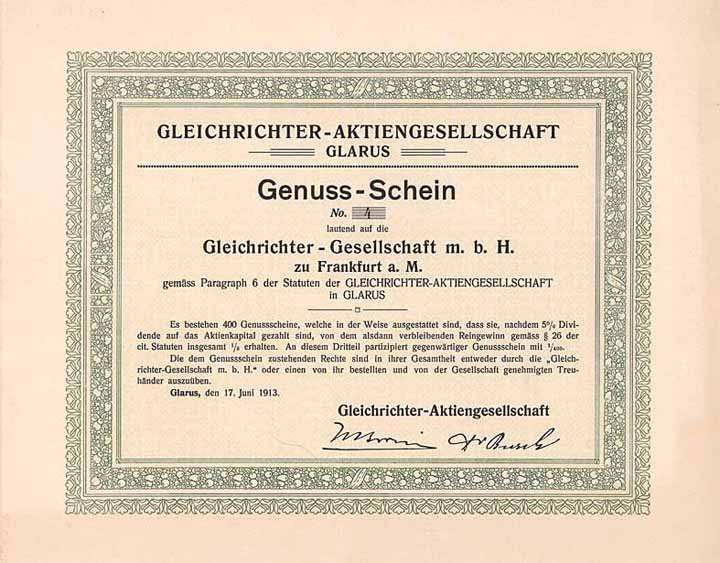 GLEICHRICHTER-AKTIENGESELLSCHAFT
GLARUS
Genuss-Schein
No. 4
lautend auf die
Gleichrichter - Gesellschaft m. b. H.
zu Frankfurt a. M.
gemäss Paragraph 6 der Statuten der GLEICHRICHTER-AKTIENGESELLSCHAFT
in GLARUS
Es bestehen 400 Genussscheine, welche in der Weise ausgestattet sind, dass sie, nachdem 5% Divi-
dende auf das Aktienkapital gezahlt sind, von dem alsdann verbleibenden Reingewinn gemäss § 26 der
cit. Statuten insgesamt 1/3 erhalten. An diesem Dritteil partizipiert gegenwärtiger Genussschein mit 1/400.
Die dem Genussschein zustehenden Rechte sind in ihrer Gesamtheit entweder durch die „Gleich-
richter-Gesellschaft m. b. H.“ oder einen von ihr bestellten und von der Gesellschaft genehmigten Treu-
händer auszuüben.
Glarus, den 17. Juni 1913.
Gleichrichter-Aktiengesellschaft